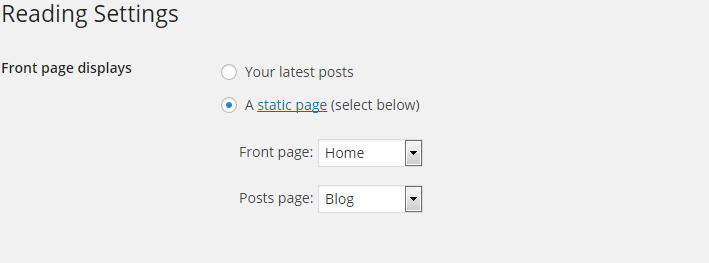 Reading Settings
Front page displays
Your latest posts
A static page (select below)
Front page: Home
Posts page: Blog